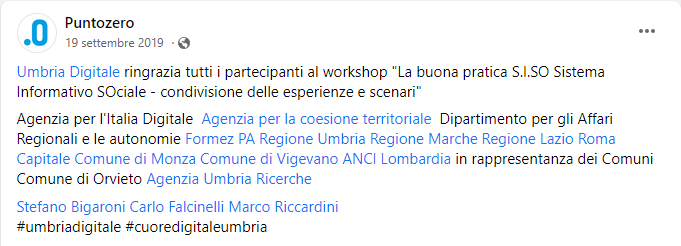 .0
Puntozero
19 settembre 2019 ·
Umbria Digitale ringrazia tutti i partecipanti al workshop "La buona pratica S.I.SO Sistema
Informativo SOciale - condivisione delle esperienze e scenari"
Agenzia per l'Italia Digitale Agenzia per la coesione territoriale Dipartimento per gli Affari
Regionali e le autonomie Formez PA Regione Umbria Regione Marche Regione Lazio Roma
Capitale Comune di Monza Comune di Vigevano ANCI Lombardia in rappresentanza dei Comuni
Comune di Orvieto Agenzia Umbria Ricerche
Stefano Bigaroni Carlo Falcinelli Marco Riccardini
#umbriadigitale #cuoredigitaleumbria